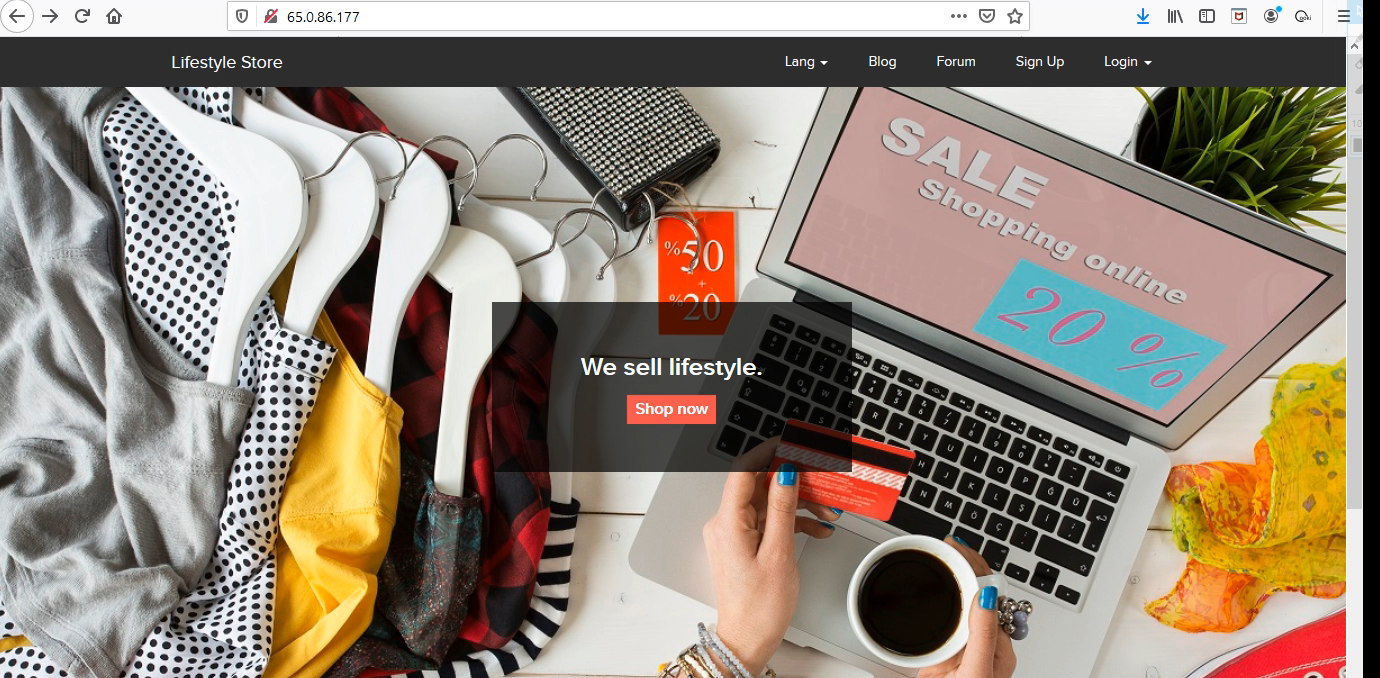 65.0.86.177
Lifestyle Store
Lang
Blog
Forum
Sign Up
Login
SALE
Shopping online
20 %
%50
+
%20
We sell lifestyle.
Shop now